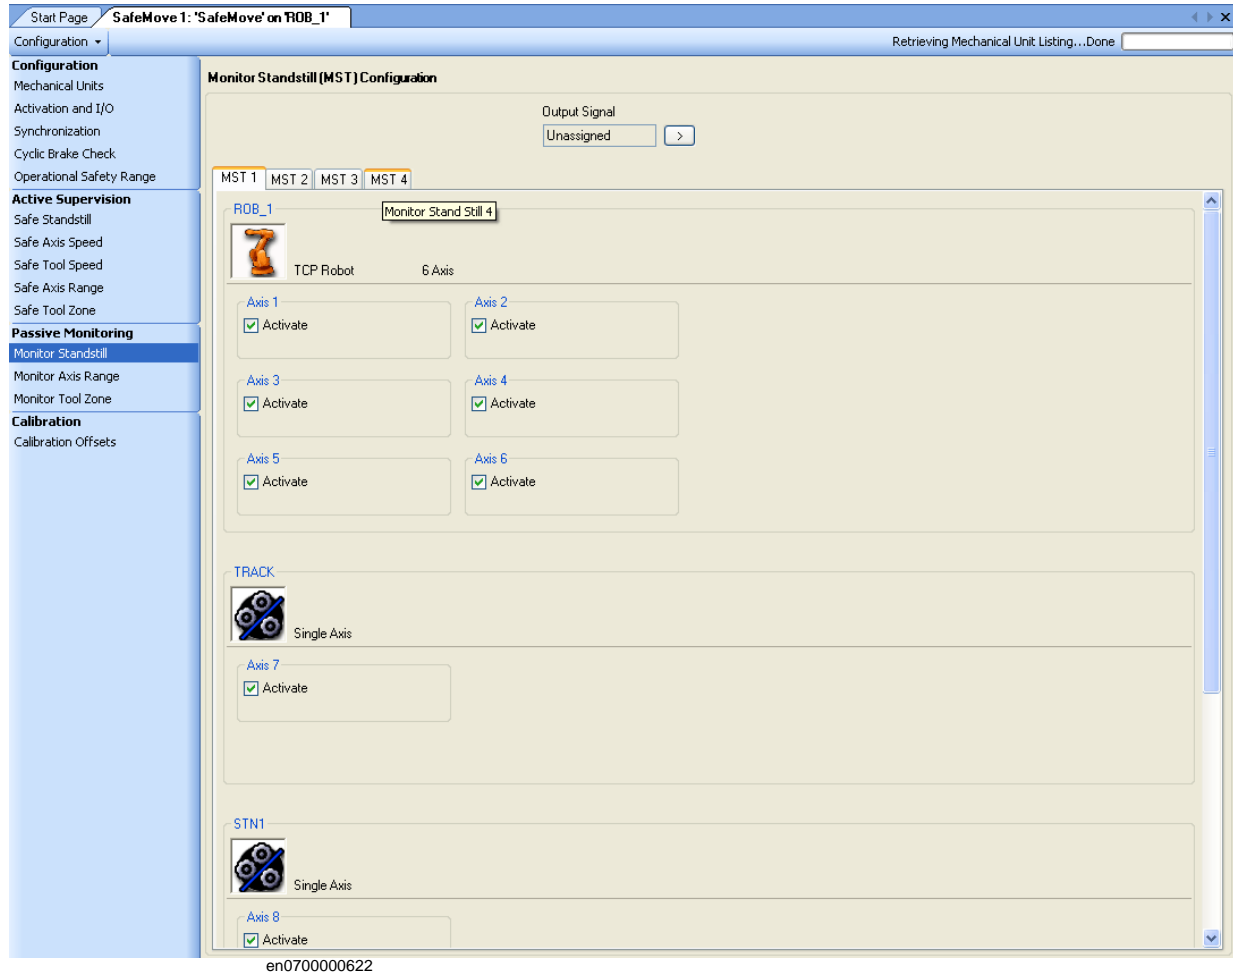 Start Page
SafeMove 1: 'SafeMove' on 'ROB_1'
Configuration
Retrieving Mechanical Unit Listing...Done
Configuration
Mechanical Units
Activation and I/O
Synchronization
Cyclic Brake Check
Operational Safety Range
Active Supervision
Safe Standstill
Safe Axis Speed
Safe Tool Speed
Safe Axis Range
Safe Tool Zone
Passive Monitoring
Monitor Standstill
Monitor Axis Range
Monitor Tool Zone
Calibration
Calibration Offsets
Monitor Standstill (MST) Configuration
Output Signal
Unassigned >
MST 1 MST 2 MST 3 MST 4
Monitor Stand Still 4
ROB_1
TCP Robot 6 Axis
Axis 1 Axis 2
Activate Activate
Axis 3 Axis 4
Activate Activate
Axis 5 Axis 6
Activate Activate
TRACK
Single Axis
Axis 7
Activate
STN1
Single Axis
Axis 8
Activate
en0700000622